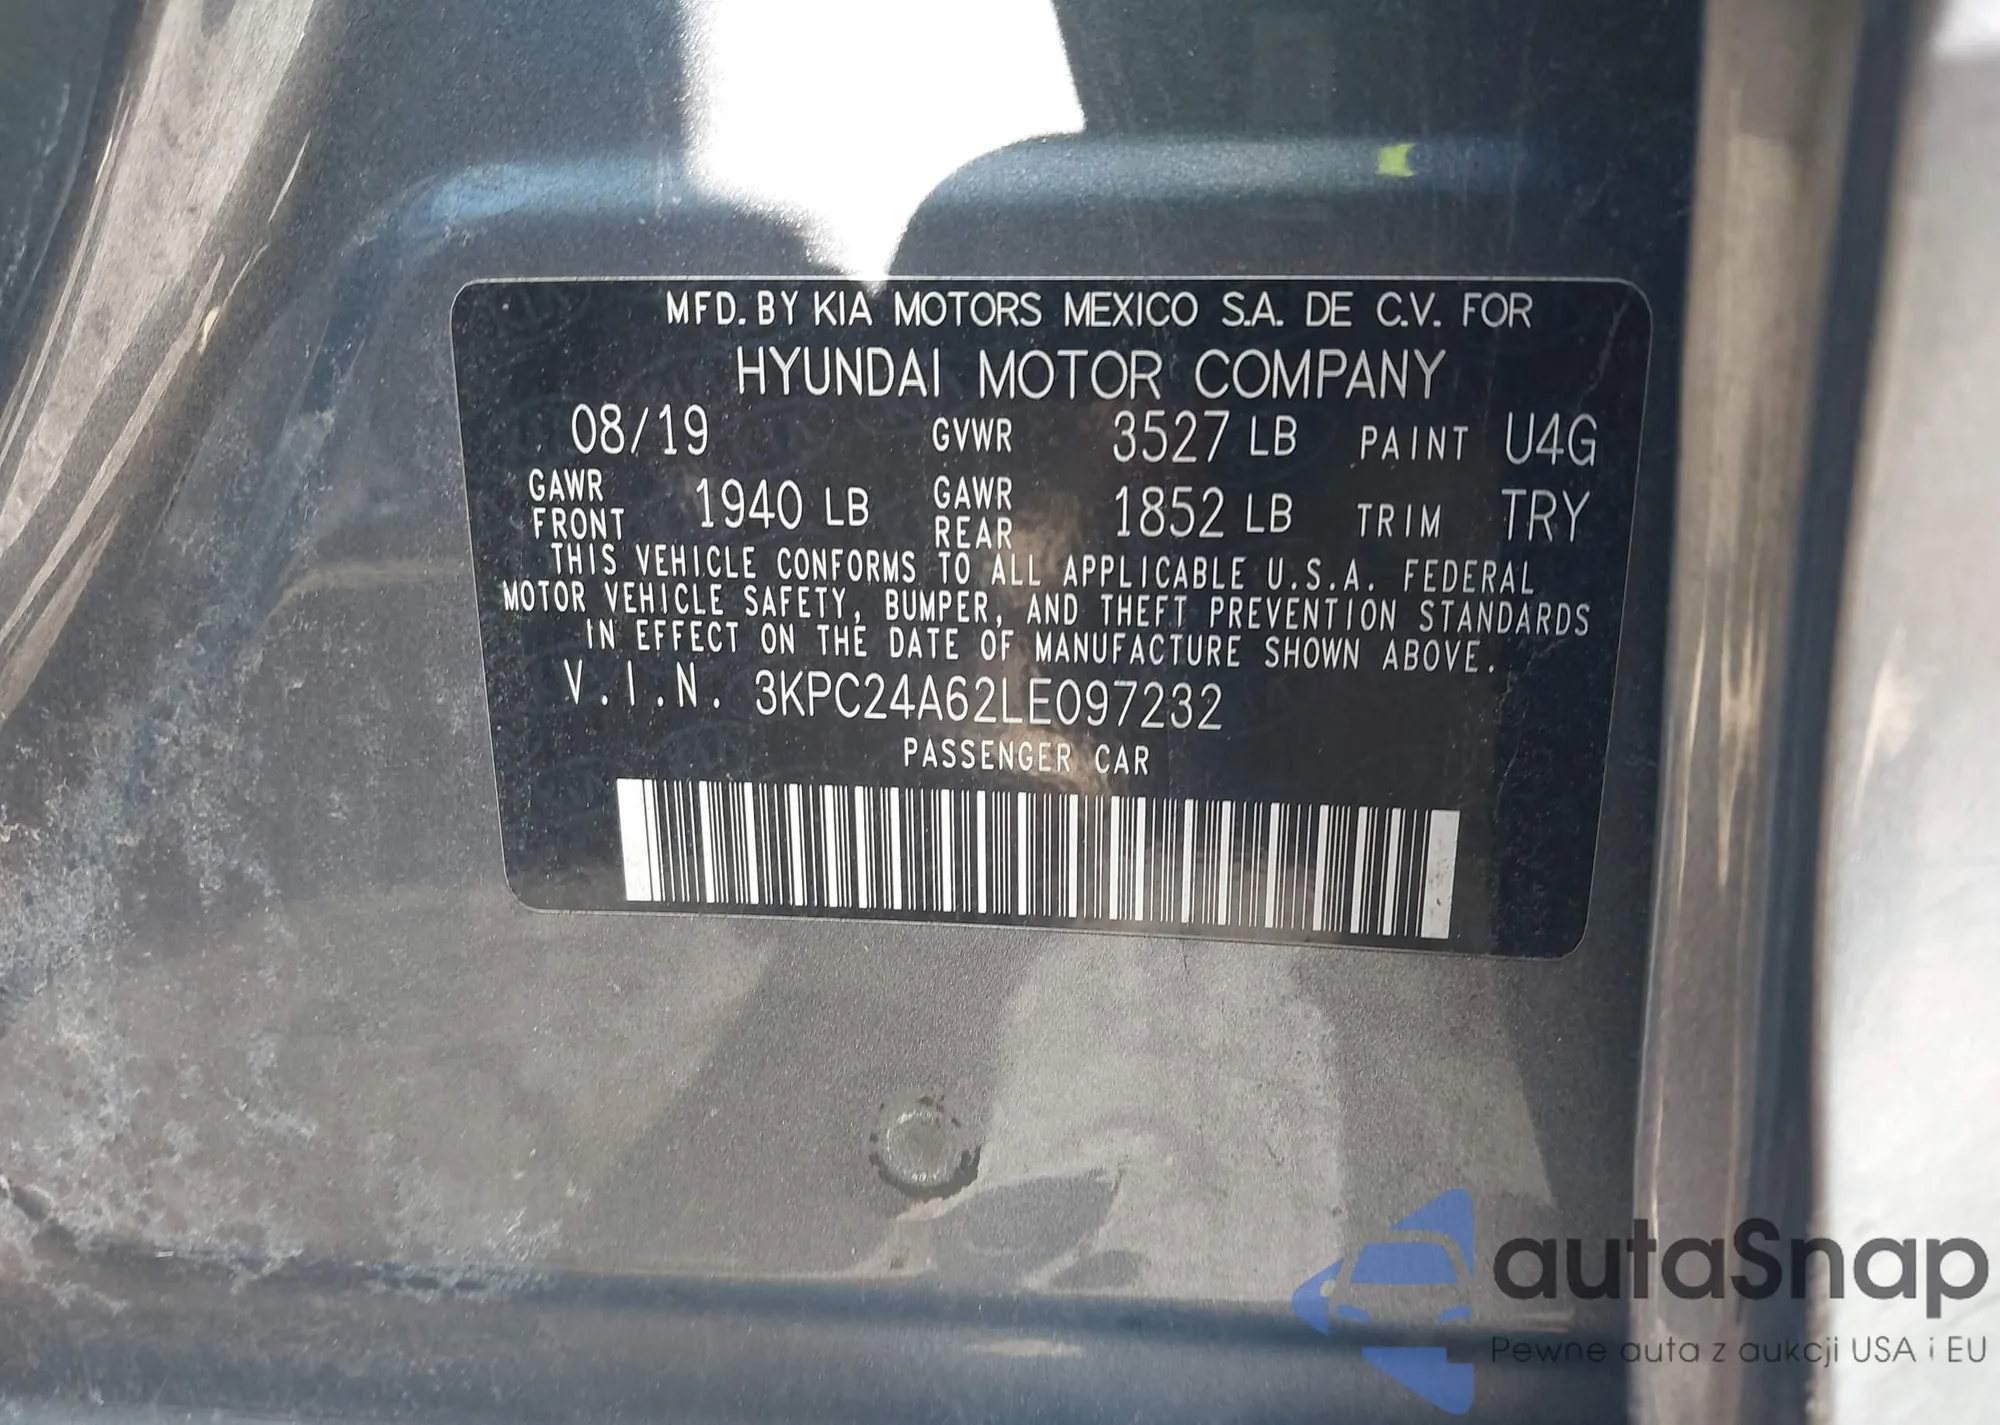 MFD. BY KIA MOTORS MEXICO S.A. DE C.V. FOR
HYUNDAI MOTOR COMPANY
08/19 GVWR 3527 LB PAINT U4G
GAWR FRONT 1940 LB GAWR REAR 1852 LB TRIM TRY
THIS VEHICLE CONFORMS TO ALL APPLICABLE U.S.A. FEDERAL
MOTOR VEHICLE SAFETY, BUMPER, AND THEFT PREVENTION STANDARDS
IN EFFECT ON THE DATE OF MANUFACTURE SHOWN ABOVE.
V.I.N. 3KPC24A62LE097232
PASSENGER CAR
autaSnap
Pewne auta z aukcji USA i EU